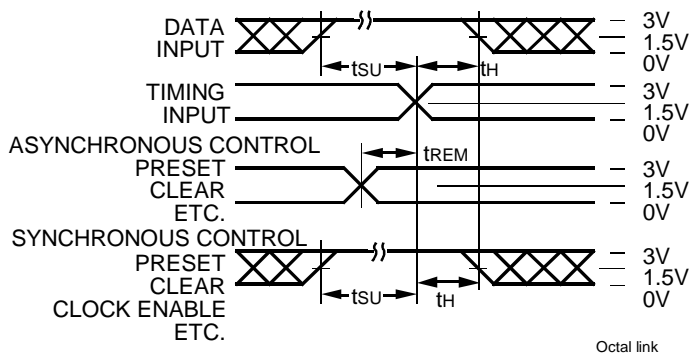 DATA
INPUT
tSU
tH
3V
1.5V
0V
TIMING
INPUT
3V
1.5V
0V
ASYNCHRONOUS CONTROL
tREM
PRESET
CLEAR
ETC.
3V
1.5V
0V
SYNCHRONOUS CONTROL
PRESET
CLEAR
CLOCK ENABLE
ETC.
tSU
tH
3V
1.5V
0V
Octal link